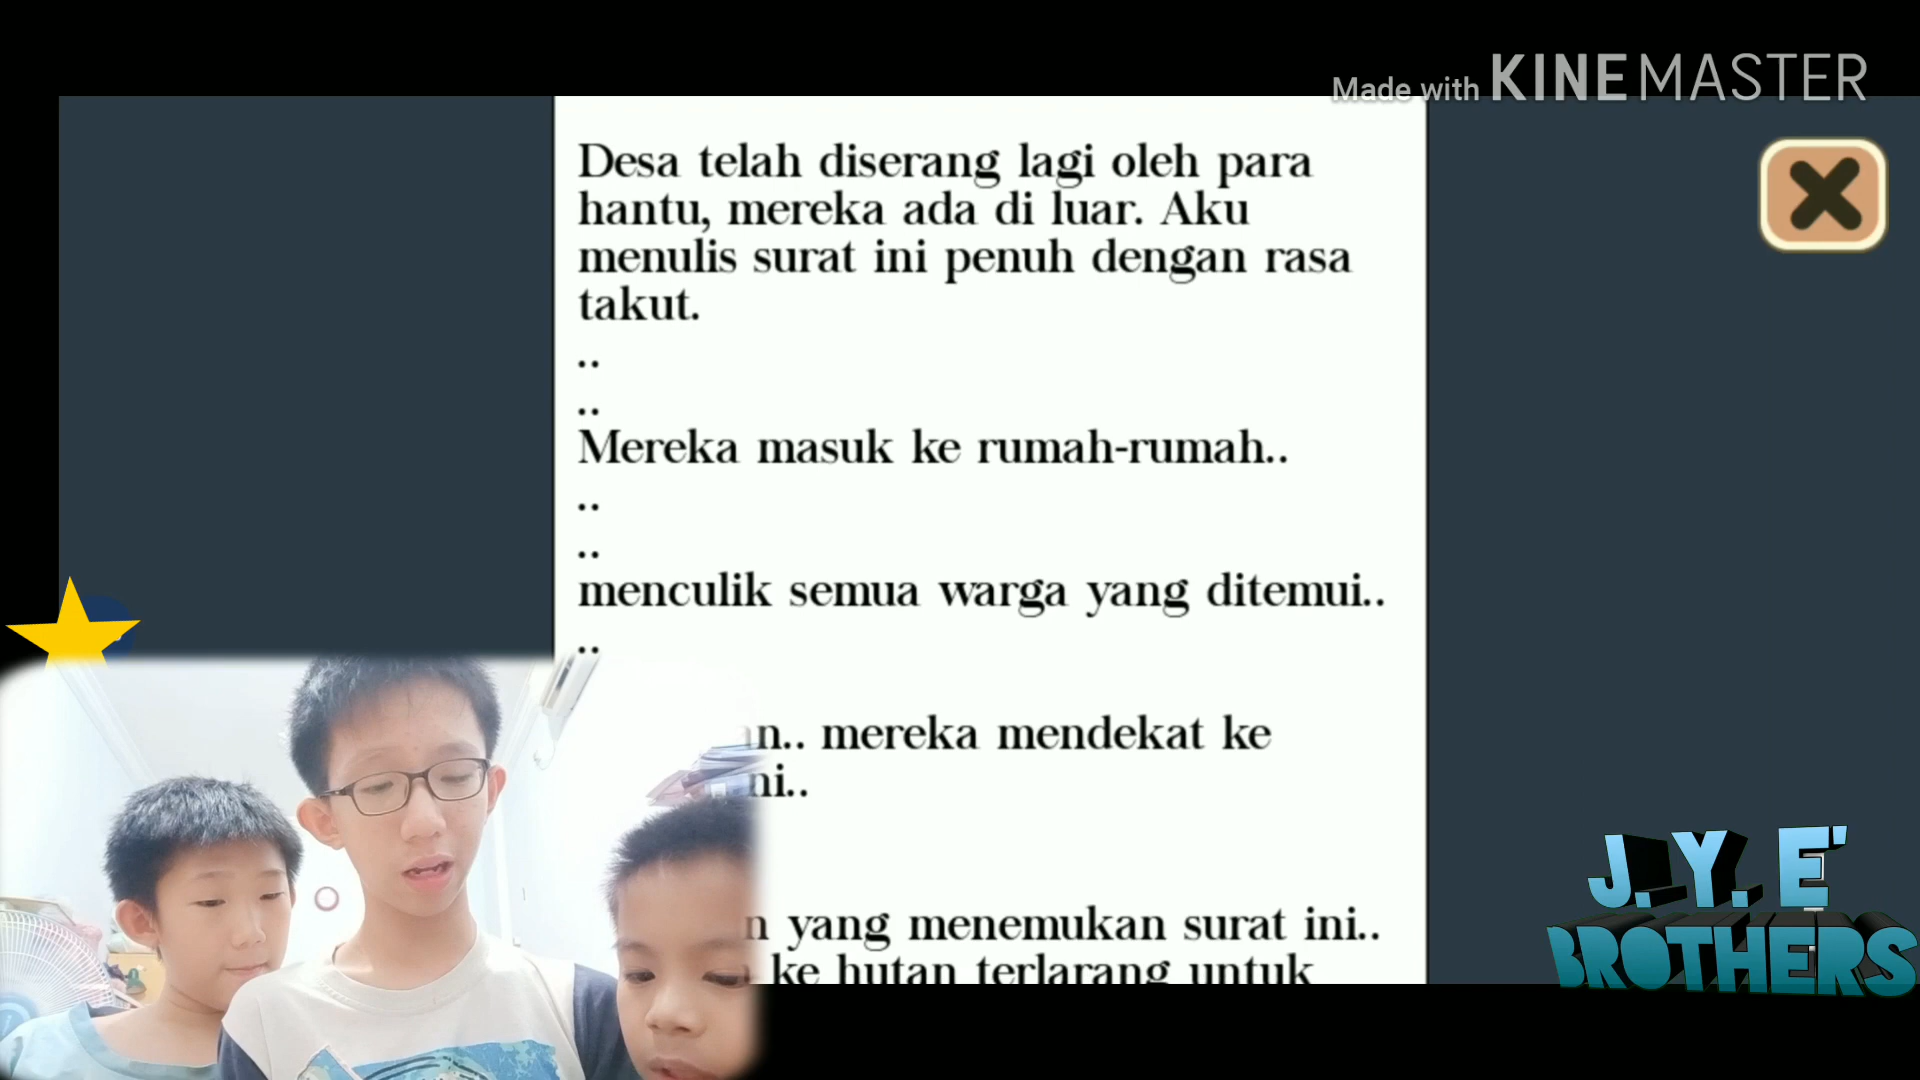 Made with KINEMASTER
Desa telah diserang lagi oleh para
hantu, mereka ada di luar. Aku
menulis surat ini penuh dengan rasa
takut.
..
..
Mereka masuk ke rumah-rumah..
..
..
menculik semua warga yang ditemui..
..
mereka mendekat ke
yang menemukan surat ini..
ke hutan terlarang untuk
J.Y.E'
BROTHERS